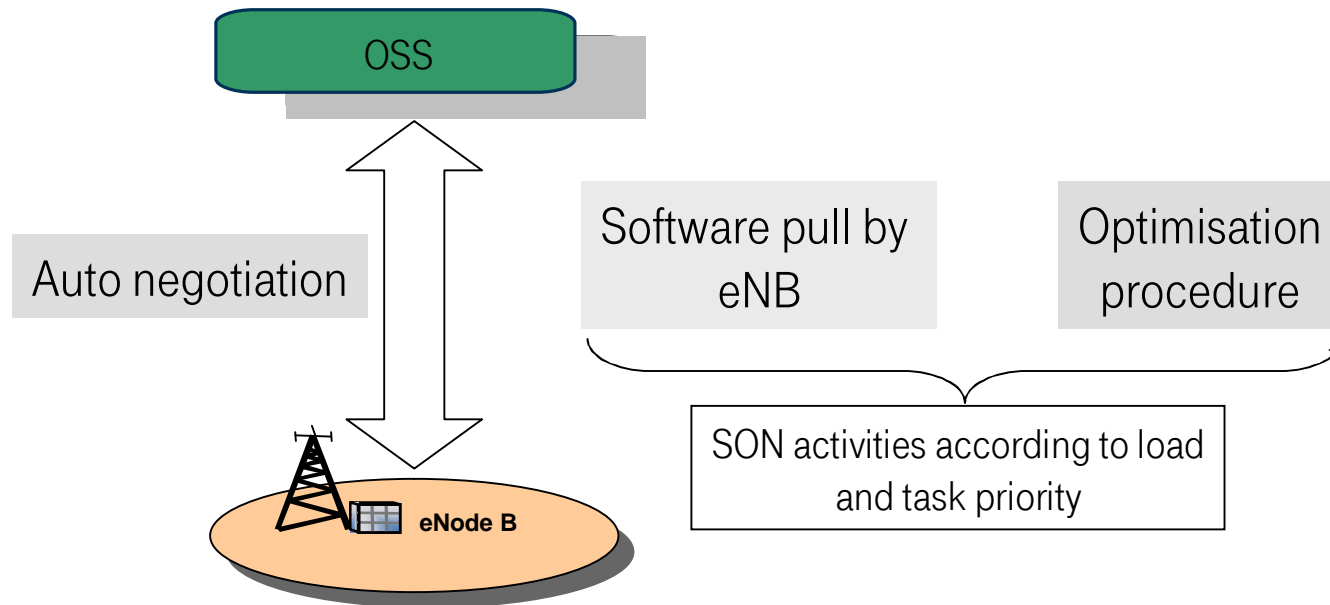 OSS
Auto negotiation
Software pull by
eNB
Optimisation
procedure
SON activities according to load
and task priority
eNode B